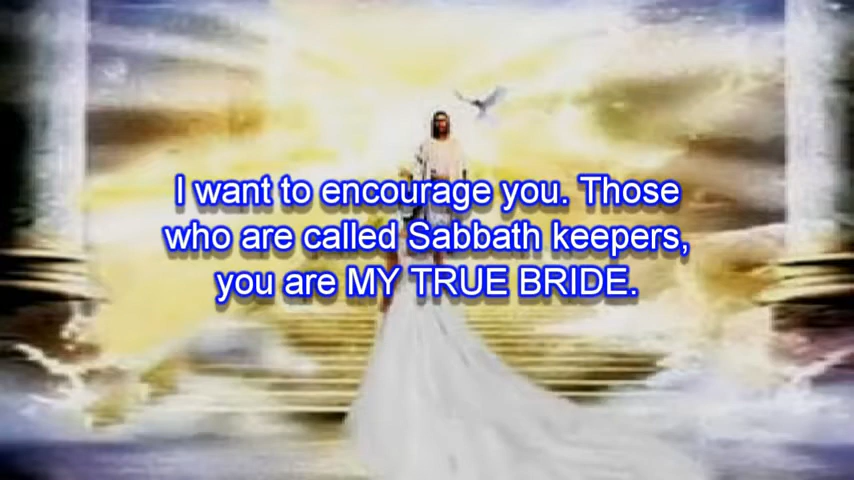 I want to encourage you. Those
who are called Sabbath keepers,
you are MY TRUE BRIDE.